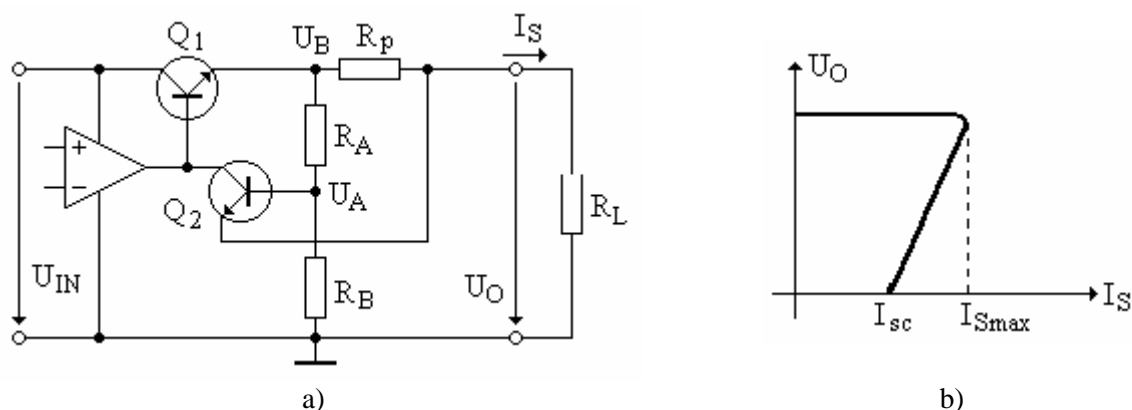 Q1
UB
Rp
IS
RA
+
−
Q2
UA
RL
UIN
RB
UO
a)
UO
Isc
ISmax
IS
b)